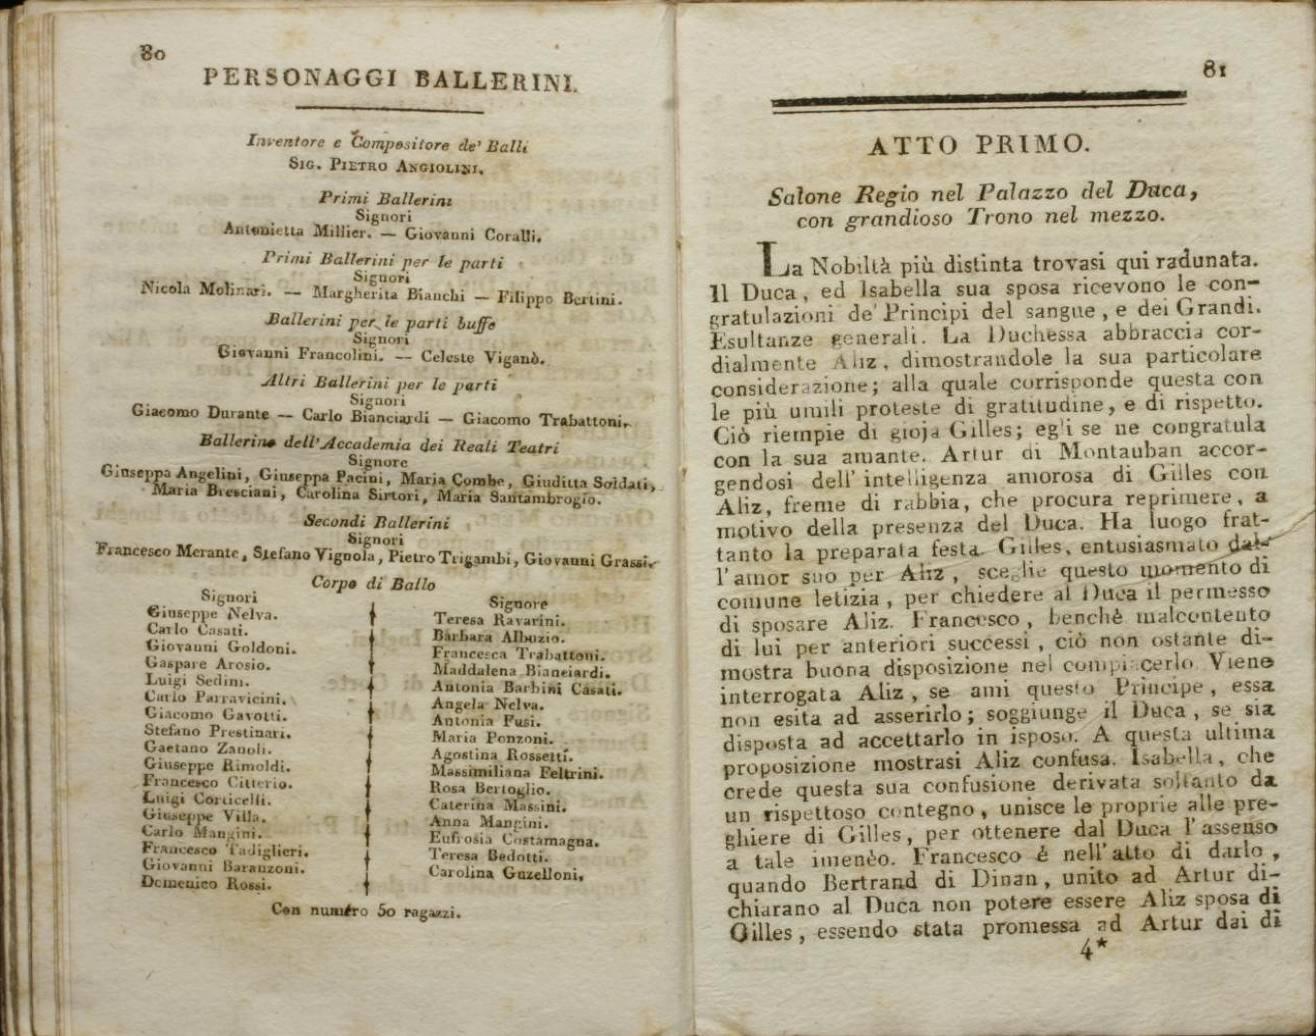 80
PERSONAGGI BALLERINI.
Inventore e Compositore de' Balli
SIG. PIETRO ANGIOLINI.
Primi Ballerini
Signori
Antonietta Millier. — Giovanni Coralli.
Primi Ballerini per le parti
Signori
Nicola Molinari. — Margherita Bianchi — Filippo Bertini.
Ballerini per le parti buffe
Signori
Giovanni Francolini. — Celeste Viganò.
Altri Ballerini per le parti
Signori
Giacomo Durante — Carlo Bianciardi — Giacomo Trabattoni.
Ballerine dell'Accademia dei Reali Teatri
Signore
Giuseppa Angelini, Giuseppa Pacini, Maria Combe, Giuditta Soldati,
Maria Bresciani, Carolina Sirtori, Maria Santambrogio.
Secondi Ballerini
Signori
Francesco Merante, Stefano Vignola, Pietro Trigambi, Giovanni Grassi.
Corpo di Ballo
Signori
Giuseppe Nelva.
Carlo Casati.
Giovanni Goldoni.
Gaspare Arosio.
Luigi Sedini.
Carlo Parravicini.
Giacomo Gavotti.
Stefano Prestinari.
Gaetano Zanoli.
Giuseppe Rimoldi.
Francesco Citterio.
Luigi Corticelli.
Giuseppe Villa.
Carlo Mangini.
Francesco Tadiglieri.
Giovanni Baranzoni.
Domenico Rossi.
Signore
Teresa Ravarini.
Barbara Albuzio.
Francesca Trabattoni.
Maddalena Bianciardi.
Antonia Barbini Casati.
Angela Nelva.
Antonia Fusi.
Maria Ponzoni.
Agostina Rossetti.
Massimiliana Feltrini.
Rosa Bertoglio.
Caterina Massini.
Anna Mangini.
Eufrosia Costamagna.
Teresa Bedotti.
Carolina Guzelloni,
Con numéro 50 ragazzi.
81
ATTO PRIMO.
Salone Regio nel Palazzo del Duca,
con grandioso Trono nel mezzo.
La Nobiltà più distinta trovasi qui radunata.
Il Duca, ed Isabella sua sposa ricevono le con-
gratulazioni de' Principi del sangue, e dei Grandi.
Esultanze generali. La Duchessa abbraccia cor-
dialmente Aliz, dimostrandole la sua particolare
considerazione; alla quale corrisponde questa con
le più umili proteste di gratitudine, e di rispetto.
Ciò riempie di gioja Gilles; egli se ne congratula
con la sua amante. Artur di Montauban accor-
gendosi dell' intelligenza amorosa di Gilles con
Aliz, freme di rabbia, che procura reprimere, a
motivo della presenza del Duca. Ha luogo frat-
tanto la preparata festa. Gilles, entusiasmato dal-
l'amor suo per Aliz, sceglie questo momento di
comune letizia, per chiedere al Duca il permesso
di sposare Aliz. Francesco, benchè malcontento
di lui per anteriori successi, ciò non ostante di-
mostra buona disposizione nel compiacerlo. Viene
interrogata Aliz, se ami questo Principe, essa
non esita ad asserirlo; soggiunge il Duca, se sia
disposta ad accettarlo in isposo. A questa ultima
proposizione mostrasi Aliz confusa. Isabella, che
crede questa sua confusione derivata soltanto da
un rispettoso contegno, unisce le proprie alle pre-
ghiere di Gilles, per ottenere dal Duca l'assenso
a tale imenèo. Francesco è nell'atto di darlo,
quando Bertrand di Dinan, unito ad Artur di-
chiarano al Duca non potere essere Aliz sposa di
Gilles, essendo stata promessa ad Artur dai di
4*